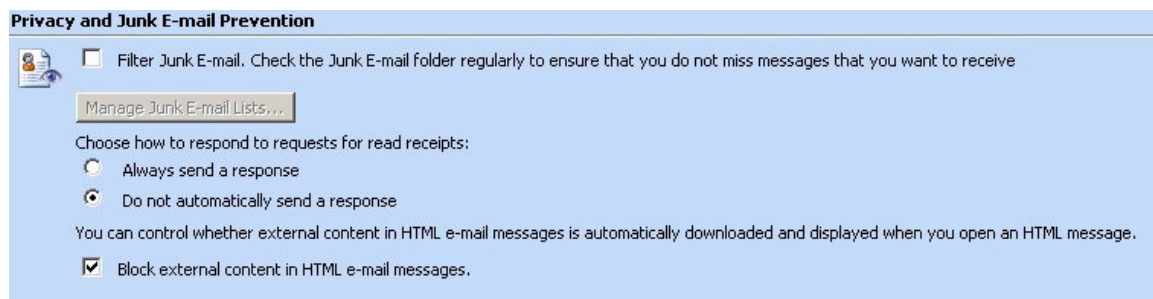 Privacy and Junk E-mail Prevention
Filter Junk E-mail. Check the Junk E-mail folder regularly to ensure that you do not miss messages that you want to receive
Manage Junk E-mail Lists...
Choose how to respond to requests for read receipts:
Always send a response
Do not automatically send a response
You can control whether external content in HTML e-mail messages is automatically downloaded and displayed when you open an HTML message.
Block external content in HTML e-mail messages.